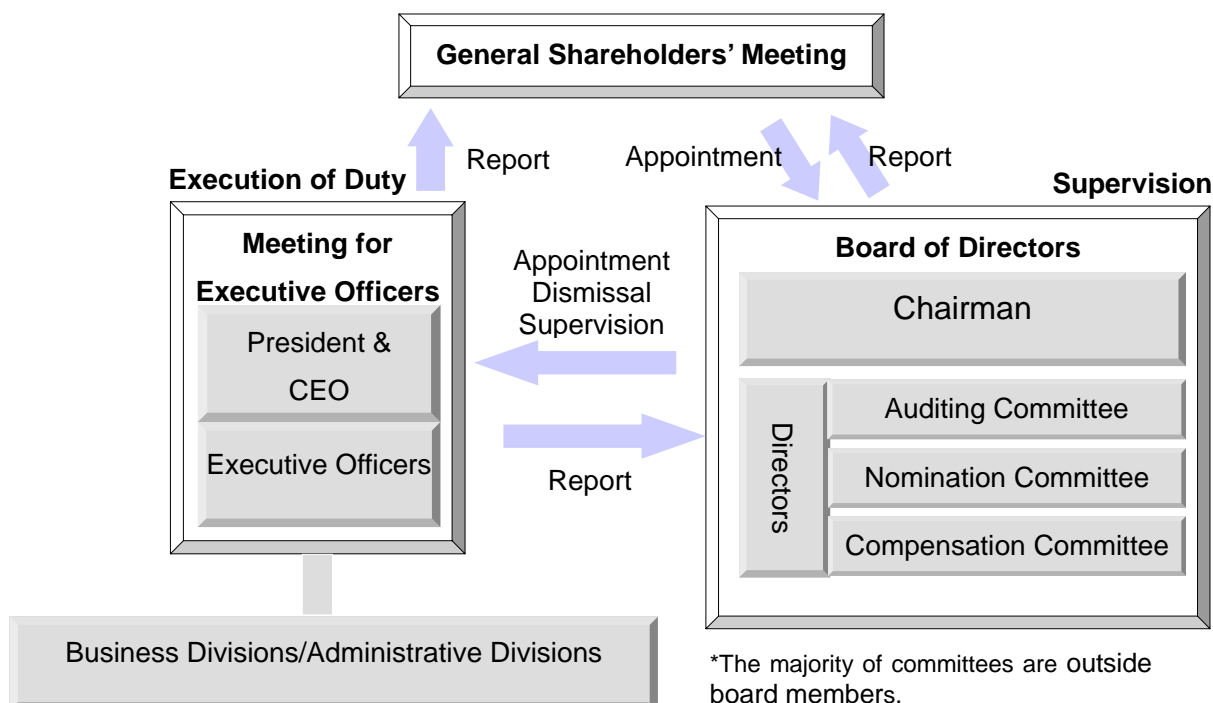 General Shareholders’ Meeting
Report
Appointment
Report
Execution of Duty
Supervision
Meeting for
Executive Officers
President &
CEO
Executive Officers
Appointment
Dismissal
Supervision
Report
Board of Directors
Chairman
Directors
Auditing Committee
Nomination Committee
Compensation Committee
Business Divisions/Administrative Divisions
*The majority of committees are outside
board members.